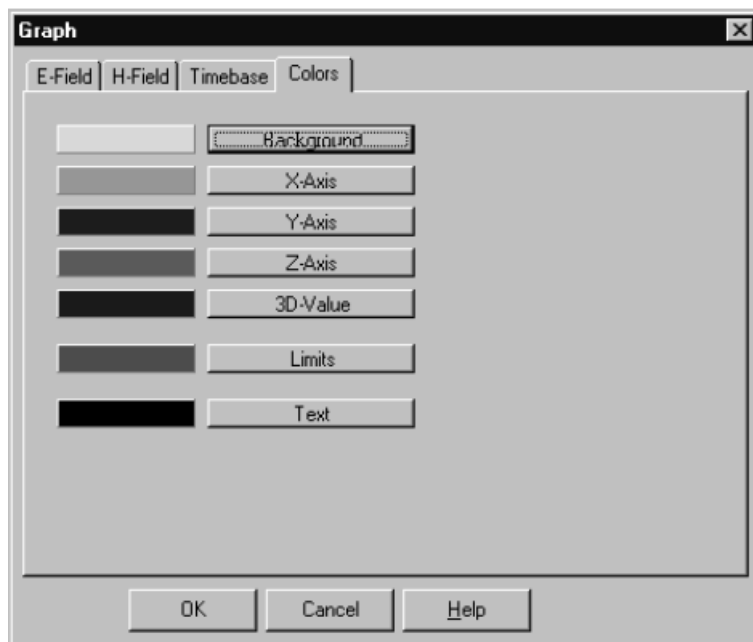 Graph
E-Field H-Field Timebase Colors
Background
X-Axis
Y-Axis
Z-Axis
3D-Value
Limits
Text
OK Cancel Help